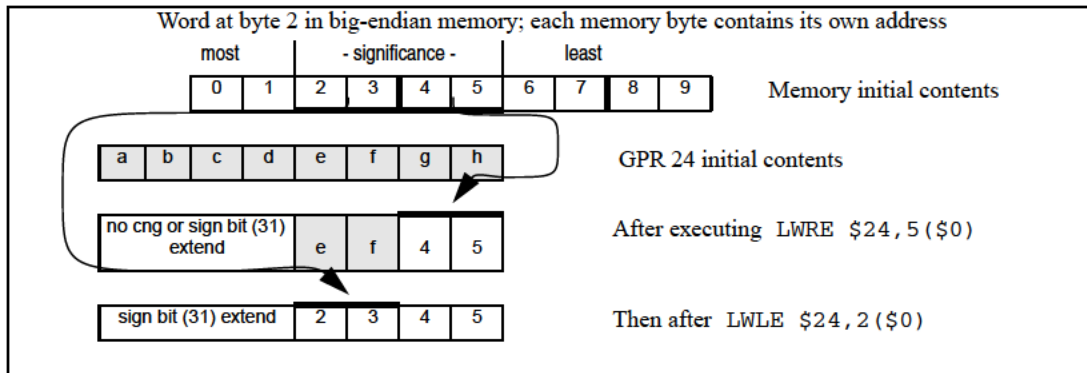 Word at byte 2 in big-endian memory; each memory byte contains its own address
most - significance - least
0 1 2 3 4 5 6 7 8 9 Memory initial contents
a b c d e f g h GPR 24 initial contents
no cng or sign bit (31) extend e f 4 5 After executing LWRE $24,5($0)
sign bit (31) extend 2 3 4 5 Then after LWLE $24,2($0)